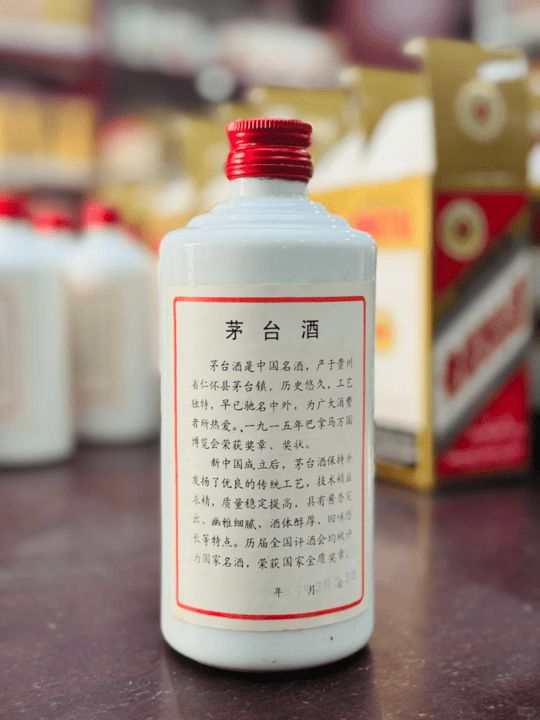 茅台酒
茅台酒是中国名酒，产于贵州
省仁怀县茅台镇，历史悠久，工艺
独特，早已驰名中外，为广大消费
者所热爱。一九一五年巴拿马万国
博览会荣获奖章、奖状。
新中国成立后，茅台酒保持并
发扬了优良的传统工艺，技术精益
求精，质量稳定提高，具有酱香突
出、幽雅细腻、酒体醇厚、回味悠
长等特点。历届全国评酒会均被评
为国家名酒，荣获国家金质奖章。
年 月 日